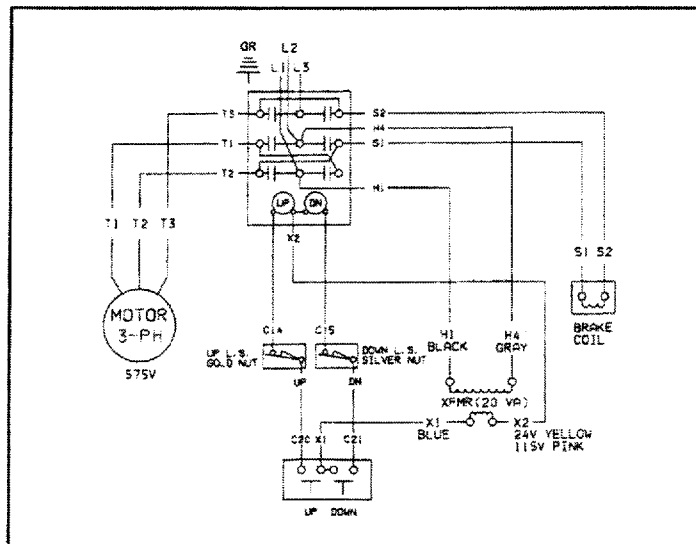 GR
L2
L1 L3
T3
S2
H4
T1
S1
T2
H1
UP DN
X2
T1 T2 T3
S1 S2
MOTOR
3-PH
575V
BRAKE
COIL
C14 C15
UP L.S.
GOLD NUT
DOWN L.S.
SILVER NUT
H1
BLACK
H4
GRAY
UP DN
XFMR(20 VA)
X1
BLUE
X2
24V YELLOW
115V PINK
C20 X1 C21
UP DOWN